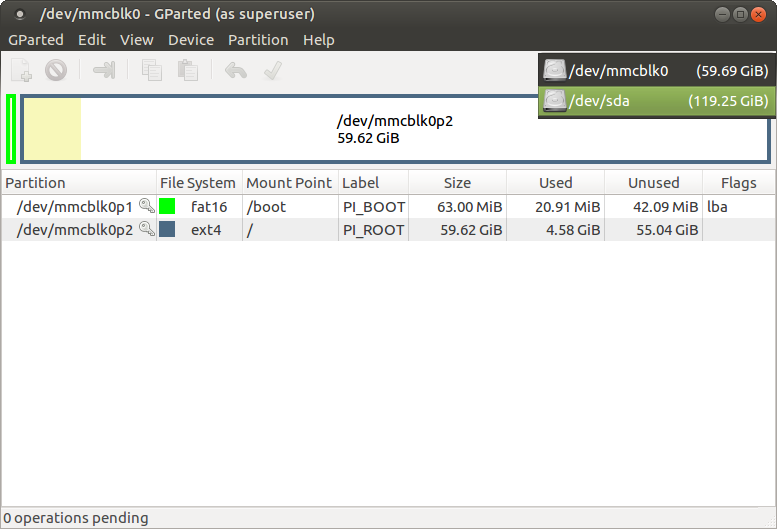 /dev/mmcblk0 - GParted (as superuser)
GParted Edit View Device Partition Help
/dev/mmcblk0 (59.69 GiB)
/dev/sda (119.25 GiB)
/dev/mmcblk0p2
59.62 GiB
Partition File System Mount Point Label Size Used Unused Flags
/dev/mmcblk0p1 fat16 /boot PI_BOOT 63.00 MiB 20.91 MiB 42.09 MiB lba
/dev/mmcblk0p2 ext4 / PI_ROOT 59.62 GiB 4.58 GiB 55.04 GiB
0 operations pending